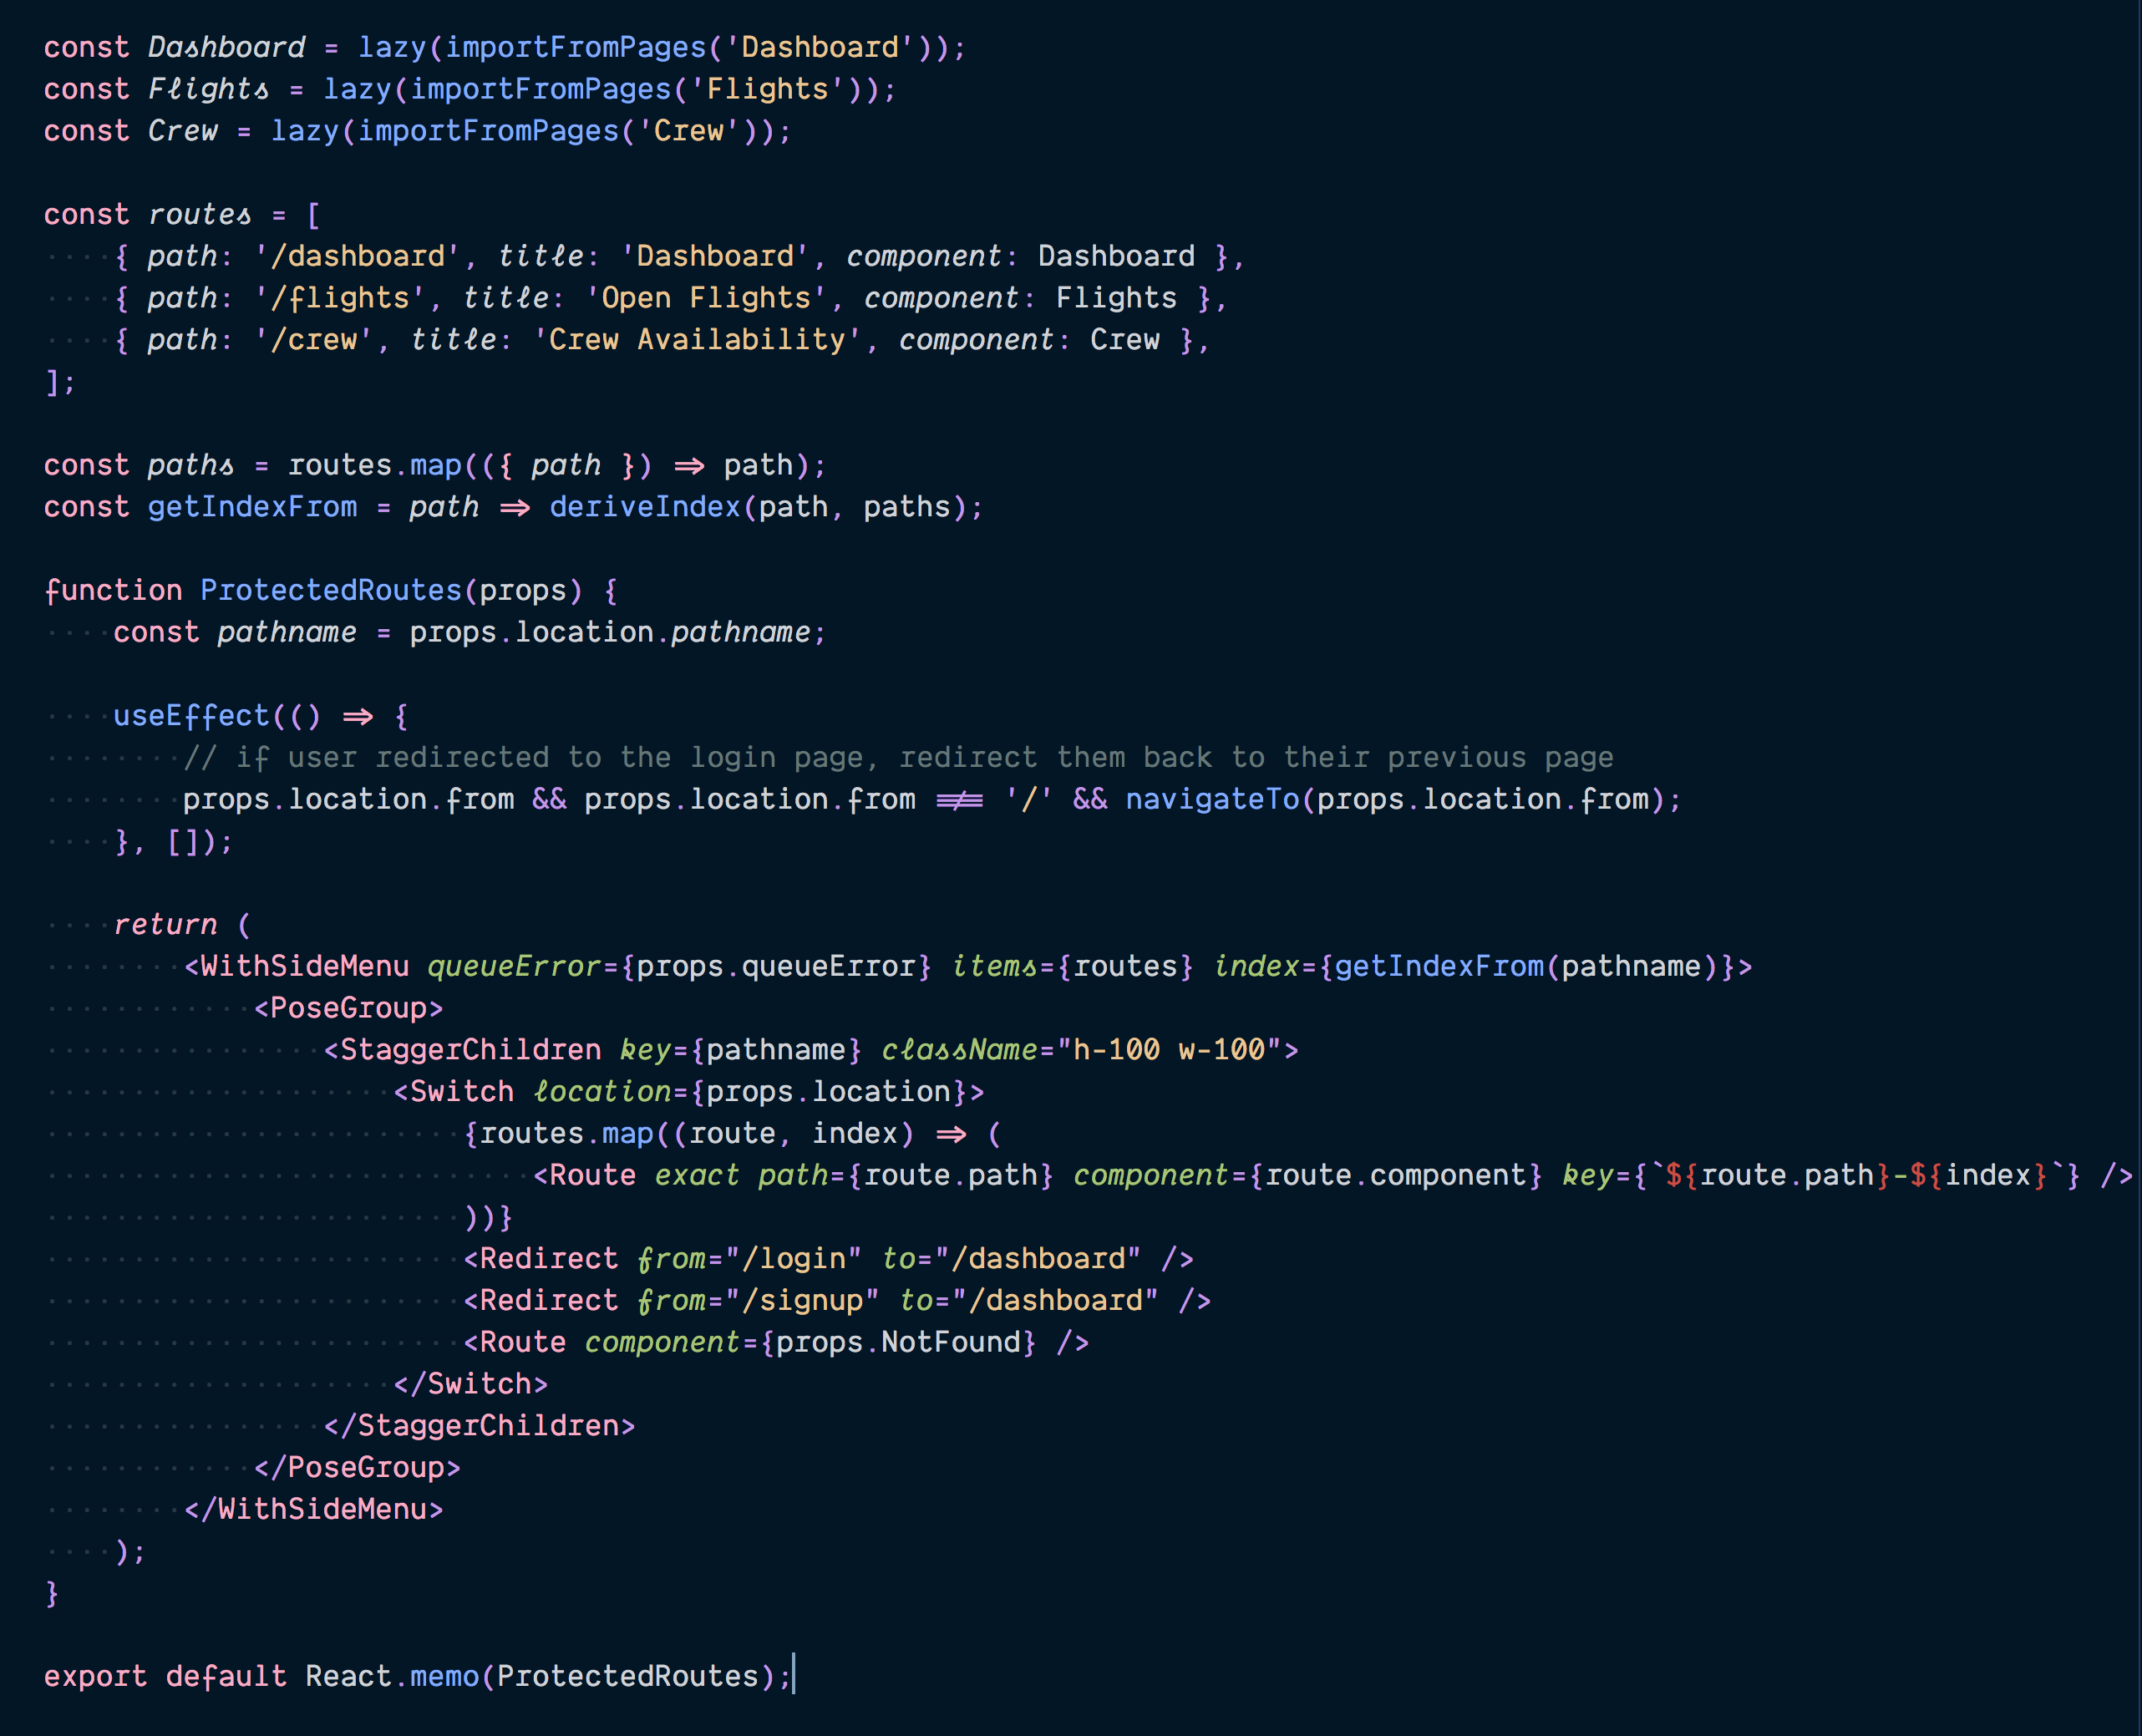 const Dashboard = lazy(importFromPages('Dashboard'));
const Flights = lazy(importFromPages('Flights'));
const Crew = lazy(importFromPages('Crew'));

const routes = [
    { path: '/dashboard', title: 'Dashboard', component: Dashboard },
    { path: '/flights', title: 'Open Flights', component: Flights },
    { path: '/crew', title: 'Crew Availability', component: Crew },
];

const paths = routes.map(({ path }) => path);
const getIndexFrom = path => deriveIndex(path, paths);

function ProtectedRoutes(props) {
    const pathname = props.location.pathname;

    useEffect(() => {
        // if user redirected to the login page, redirect them back to their previous page
        props.location.from && props.location.from !== '/' && navigateTo(props.location.from);
    }, []);

    return (
        <WithSideMenu queueError={props.queueError} items={routes} index={getIndexFrom(pathname)}>
            <PoseGroup>
                <StaggerChildren key={pathname} className="h-100 w-100">
                    <Switch location={props.location}>
                        {routes.map((route, index) => (
                            <Route exact path={route.path} component={route.component} key={`${route.path}-${index}`} />
                        ))}
                        <Redirect from="/login" to="/dashboard" />
                        <Redirect from="/signup" to="/dashboard" />
                        <Route component={props.NotFound} />
                    </Switch>
                </StaggerChildren>
            </PoseGroup>
        </WithSideMenu>
    );
}

export default React.memo(ProtectedRoutes);